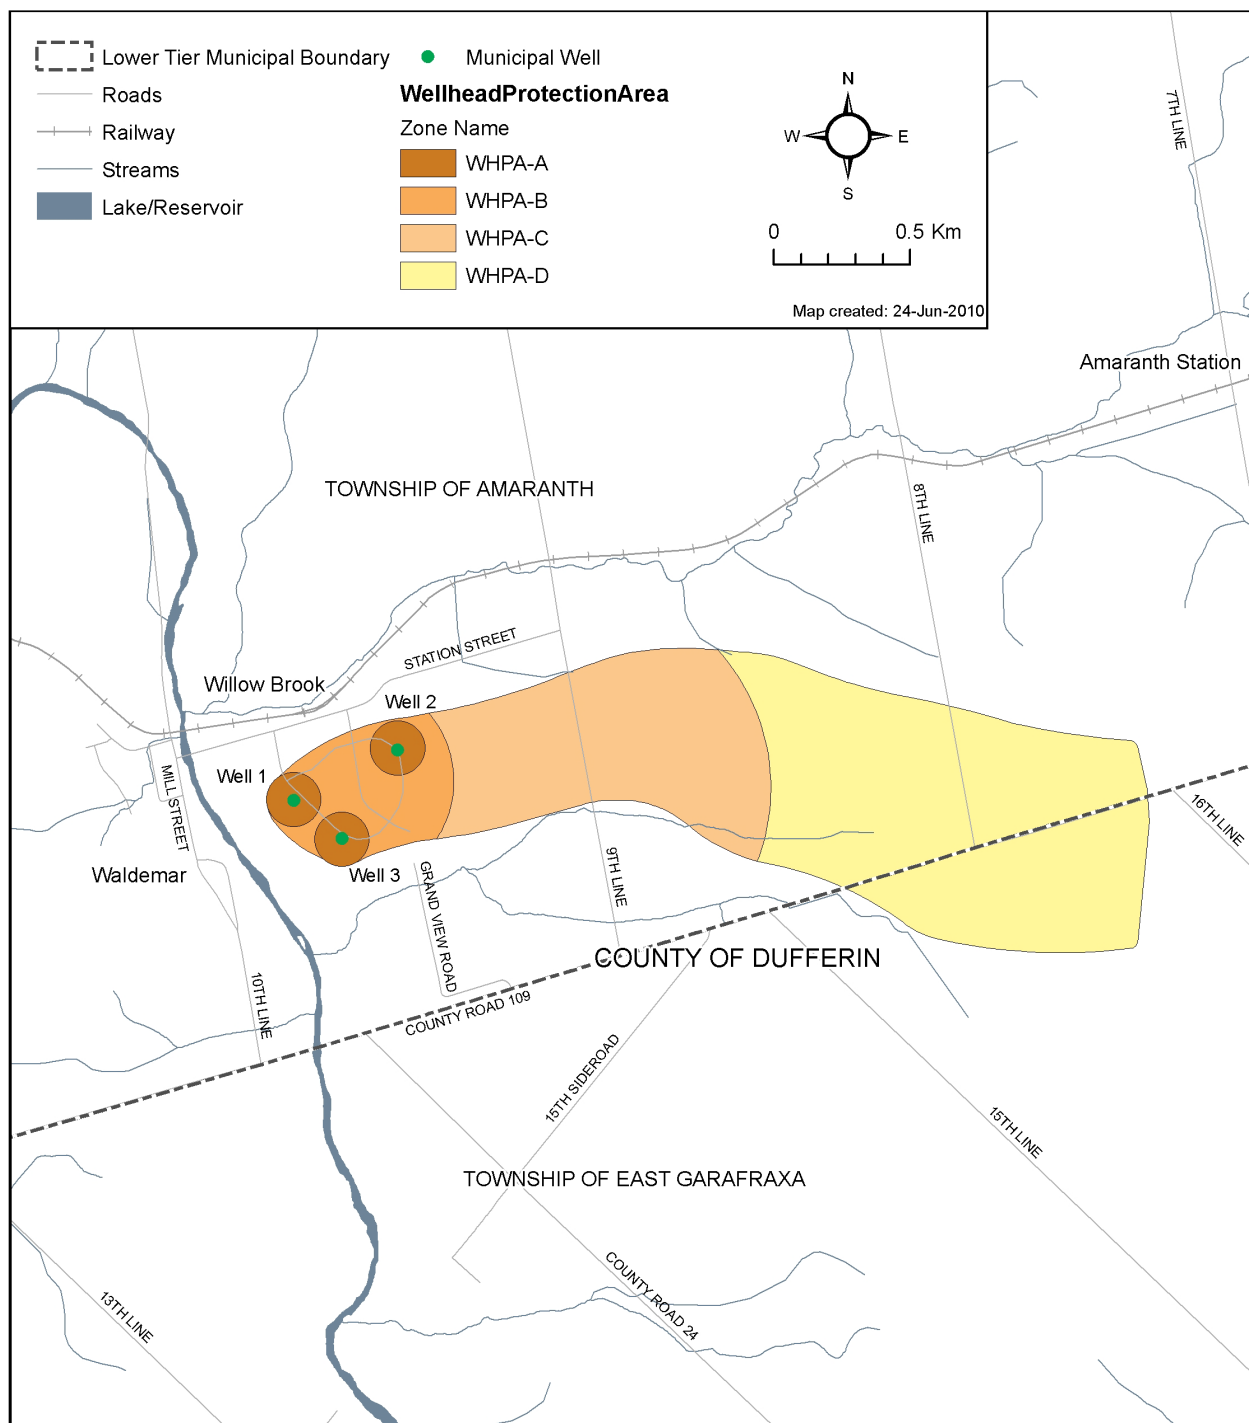 Lower Tier Municipal Boundary
Roads
Railway
Streams
Lake/Reservoir
Municipal Well
WellheadProtectionArea
Zone Name
WHPA-A
WHPA-B
WHPA-C
WHPA-D
N
W E
S
0 0.5 Km
Map created: 24-Jun-2010
7TH LINE
Amaranth Station
TOWNSHIP OF AMARANTH
8TH LINE
STATION STREET
Willow Brook
Well 2
Well 1
MILL STREET
16TH LINE
Waldemar
Well 3
9TH LINE
GRAND VIEW ROAD
COUNTY OF DUFFERIN
10TH LINE
COUNTY ROAD 109
15TH SIDEROAD
15TH LINE
TOWNSHIP OF EAST GARAFRAXA
COUNTY ROAD 24
13TH LINE